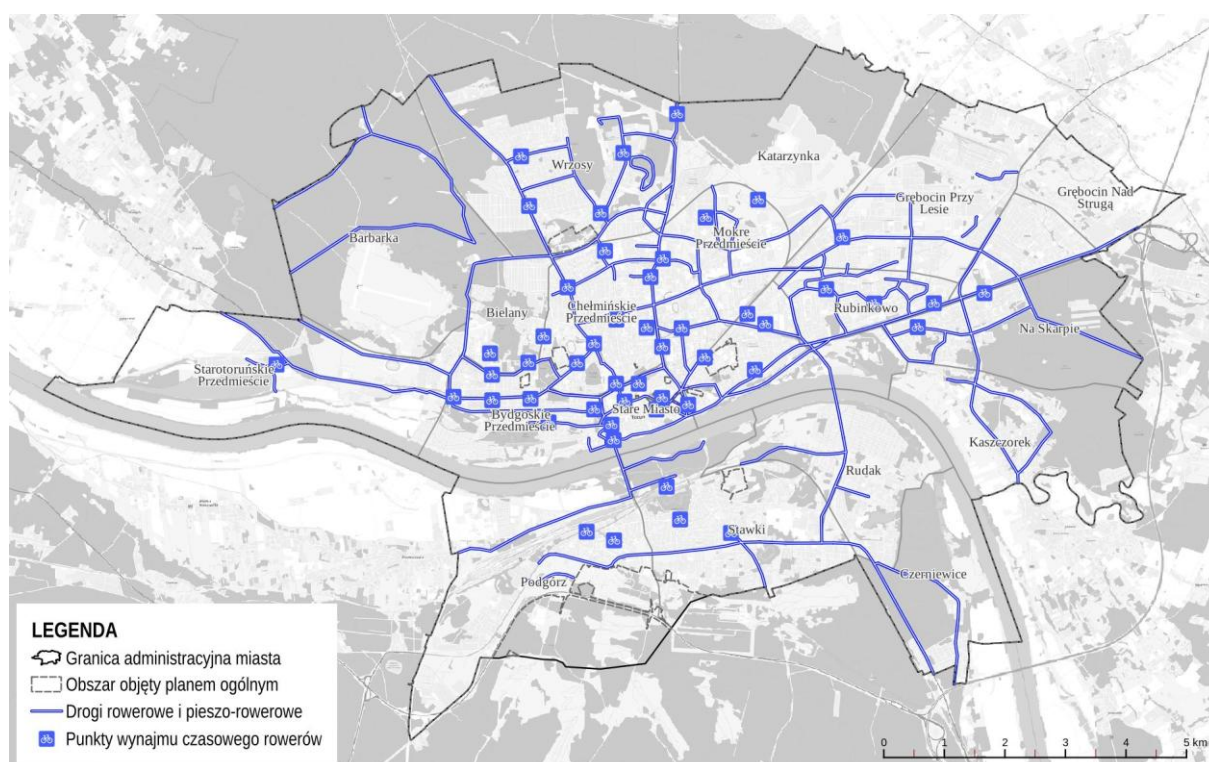 Katarzynka
Wrzosy
Grębocin Przy
Lesie
Grębocin Nad
Strugą
Mokre
Przedmieście
Barbarka
Bielany
Chełmińskie
Przedmieście
Rubinkowo
Na Skarpie
Starotoruńskie
Przedmieście
Bydgoskie
Przedmieście
Stare Miasto
Kaszczorek
Rudak
Stawki
Czerniewice
Podgórz
LEGENDA
Granica administracyjna miasta
Obszar objęty planem ogólnym
Drogi rowerowe i pieszo-rowerowe
Punkty wynajmu czasowego rowerów
0 1 2 3 4 5 km